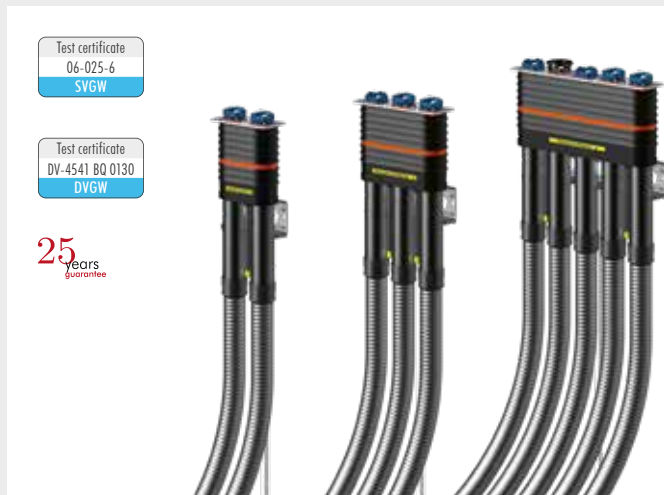 Test certificate
06-025-6
SVGW
Test certificate
DV-4541 BQ 0130
DVGW
25
years
guarantee